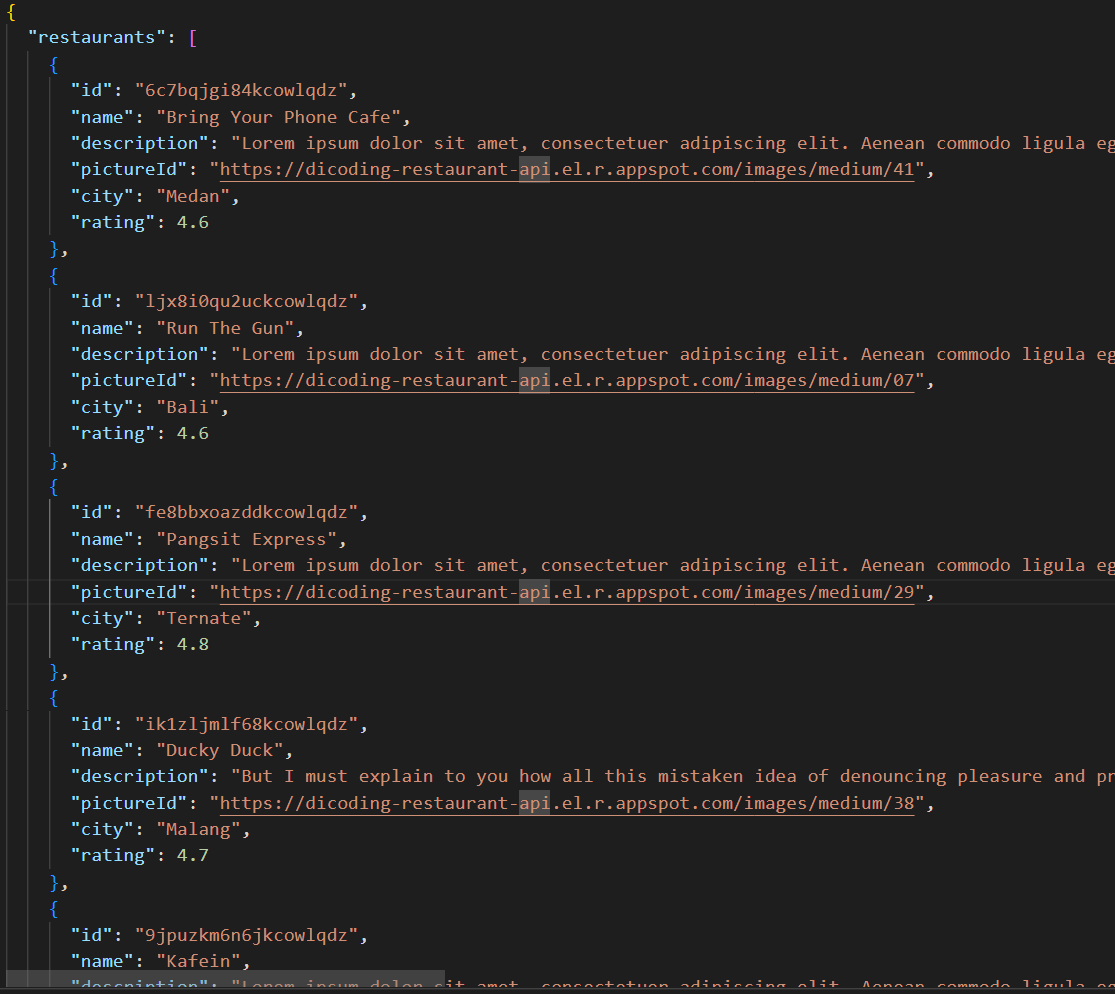 {
"restaurants": [
{
"id": "6c7bqjgi84kcowlqdz",
"name": "Bring Your Phone Cafe",
"description": "Lorem ipsum dolor sit amet, consectetuer adipiscing elit. Aenean commodo ligula eg
"pictureId": "https://dicoding-restaurant-api.el.r.appspot.com/images/medium/41",
"city": "Medan",
"rating": 4.6
},
{
"id": "ljx8i0qu2uckcowlqdz",
"name": "Run The Gun",
"description": "Lorem ipsum dolor sit amet, consectetuer adipiscing elit. Aenean commodo ligula eg
"pictureId": "https://dicoding-restaurant-api.el.r.appspot.com/images/medium/07",
"city": "Bali",
"rating": 4.6
},
{
"id": "fe8bbxoazddkcowlqdz",
"name": "Pangsit Express",
"description": "Lorem ipsum dolor sit amet, consectetuer adipiscing elit. Aenean commodo ligula eg
"pictureId": "https://dicoding-restaurant-api.el.r.appspot.com/images/medium/29",
"city": "Ternate",
"rating": 4.8
},
{
"id": "ik1zljmlf68kcowlqdz",
"name": "Ducky Duck",
"description": "But I must explain to you how all this mistaken idea of denouncing pleasure and pr
"pictureId": "https://dicoding-restaurant-api.el.r.appspot.com/images/medium/38",
"city": "Malang",
"rating": 4.7
},
{
"id": "9jpuzkm6n6jkcowlqdz",
"name": "Kafein",
"description": "Lorem ipsum dolor sit amet, consectetuer adipiscing elit. Aenean commodo ligula eg